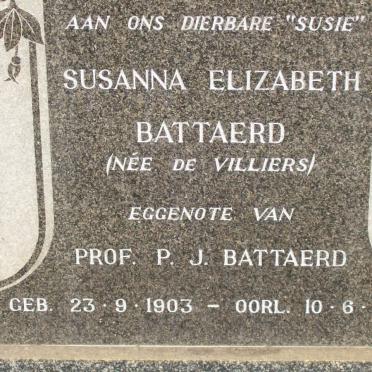 AAN ONS DIERBARE "SUSIE"
SUSANNA ELIZABETH
BATTAERD
(NÉE DE VILLIERS)
EGGENOTE VAN
PROF. P. J. BATTAERD
GEB. 23·9·1903 – OORL. 10·6·